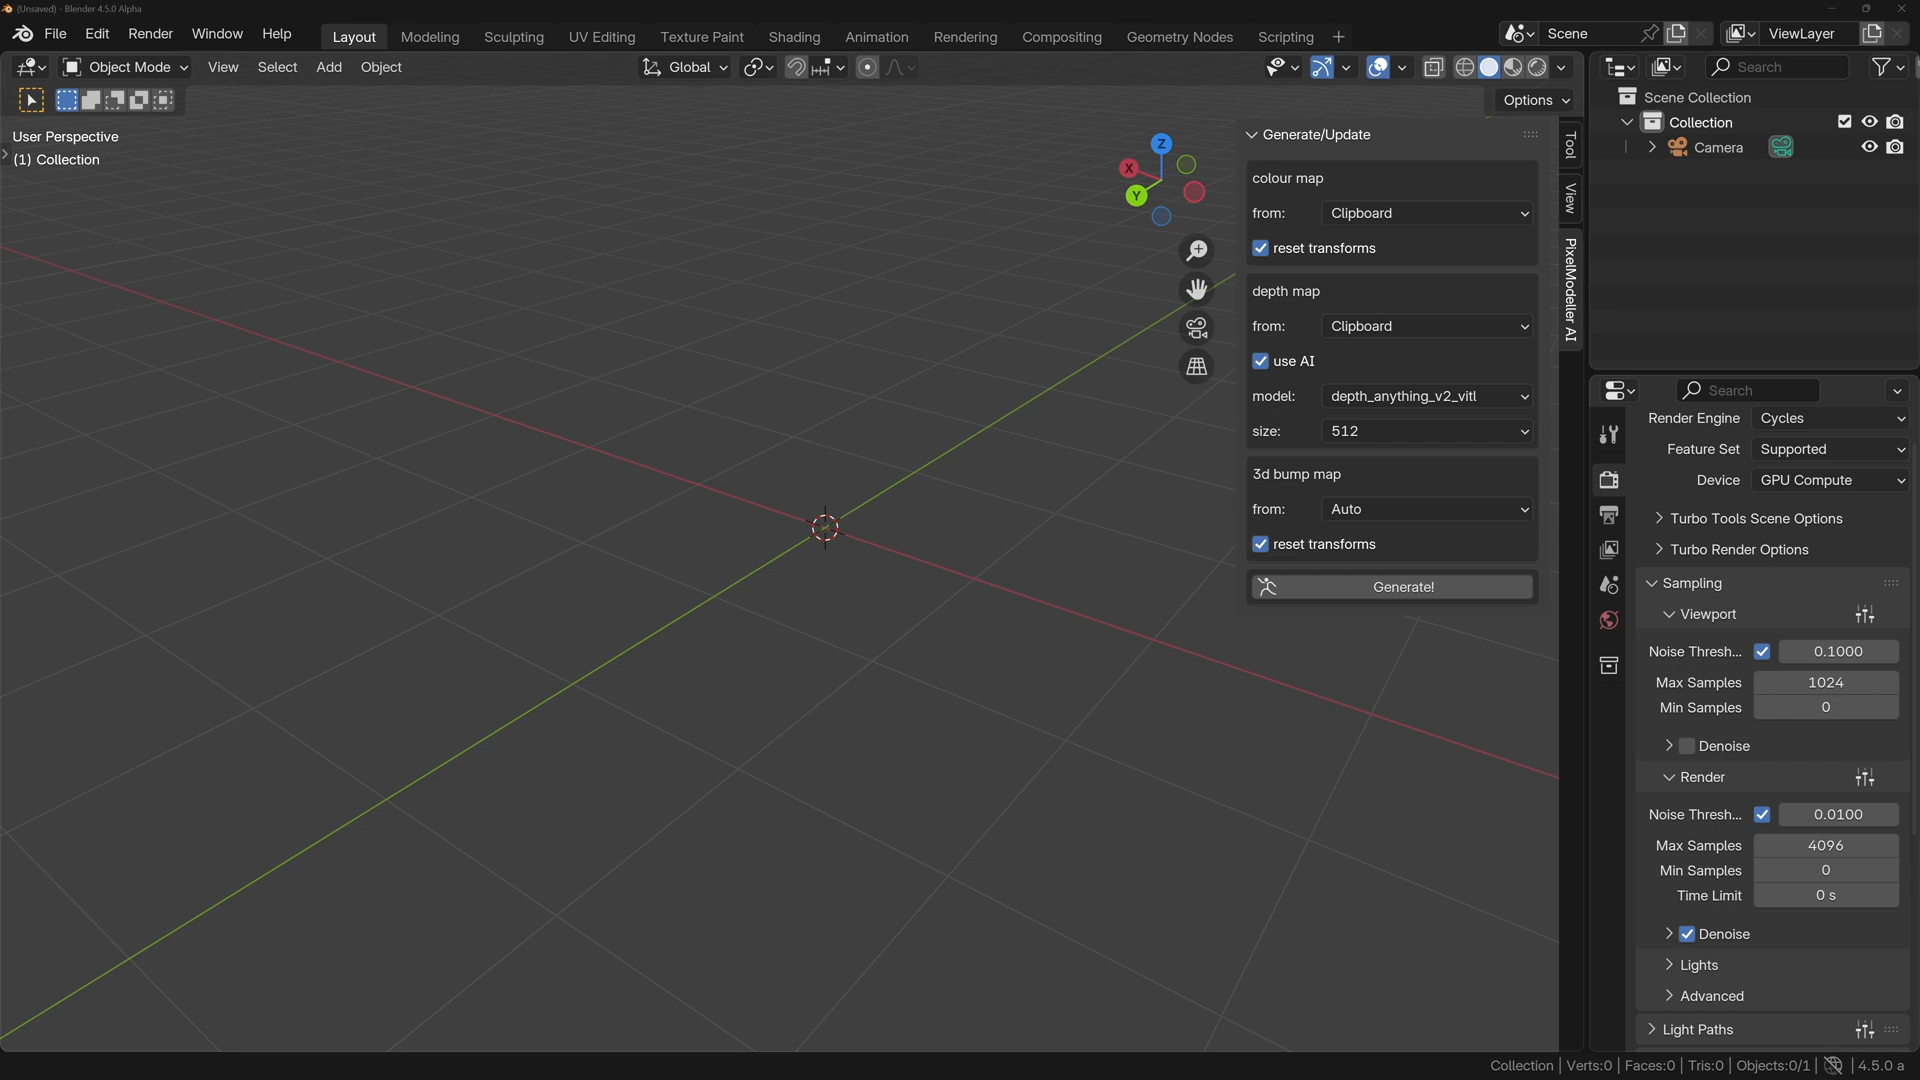 (Unsaved) - Blender 4.5.0 Alpha
File Edit Render Window Help
Layout Modeling Sculpting UV Editing Texture Paint Shading Animation Rendering Compositing Geometry Nodes Scripting +
Scene
ViewLayer
Object Mode View Select Add Object
Global
Search
Options
User Perspective
(1) Collection
Z
X
Y
Generate/Update
colour map
from: Clipboard
reset transforms
depth map
from: Clipboard
use AI
model: depth_anything_v2_vitl
size: 512
3d bump map
from: Auto
reset transforms
Generate!
Tool
View
PixelModeller AI
Scene Collection
Collection
Camera
Search
Render Engine Cycles
Feature Set Supported
Device GPU Compute
Turbo Tools Scene Options
Turbo Render Options
Sampling
Viewport
Noise Thresh... 0.1000
Max Samples 1024
Min Samples 0
Denoise
Render
Noise Thresh... 0.0100
Max Samples 4096
Min Samples 0
Time Limit 0 s
Denoise
Lights
Advanced
Light Paths
Collection | Verts:0 | Faces:0 | Tris:0 | Objects:0/1 | 4.5.0 a